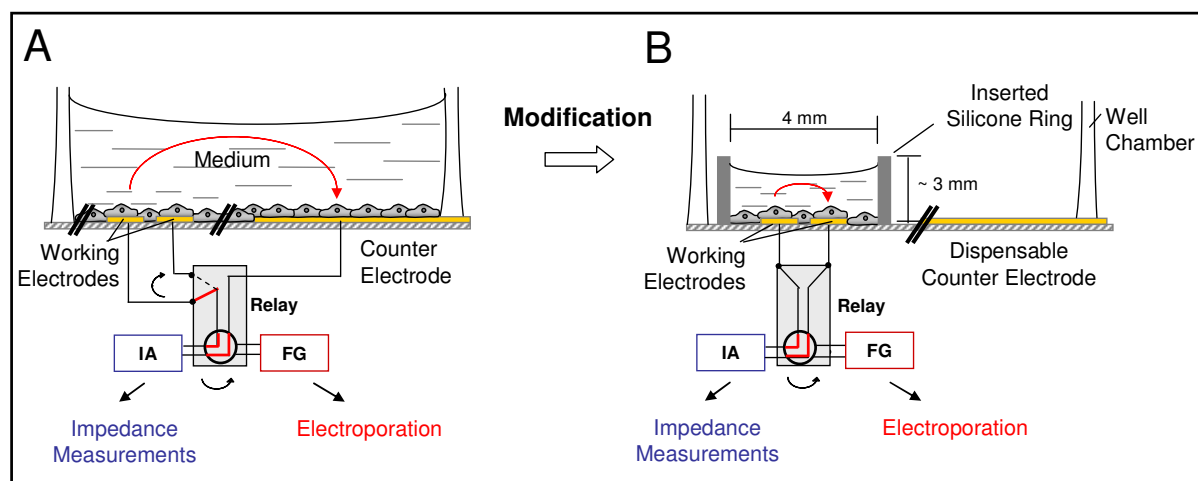 A
Medium
Working
Electrodes
Counter
Electrode
Relay
IA
FG
Impedance
Measurements
Electroporation
Modification
B
4 mm
Inserted
Silicone Ring
Well
Chamber
~ 3 mm
Working
Electrodes
Dispensable
Counter Electrode
Relay
IA
FG
Impedance
Measurements
Electroporation